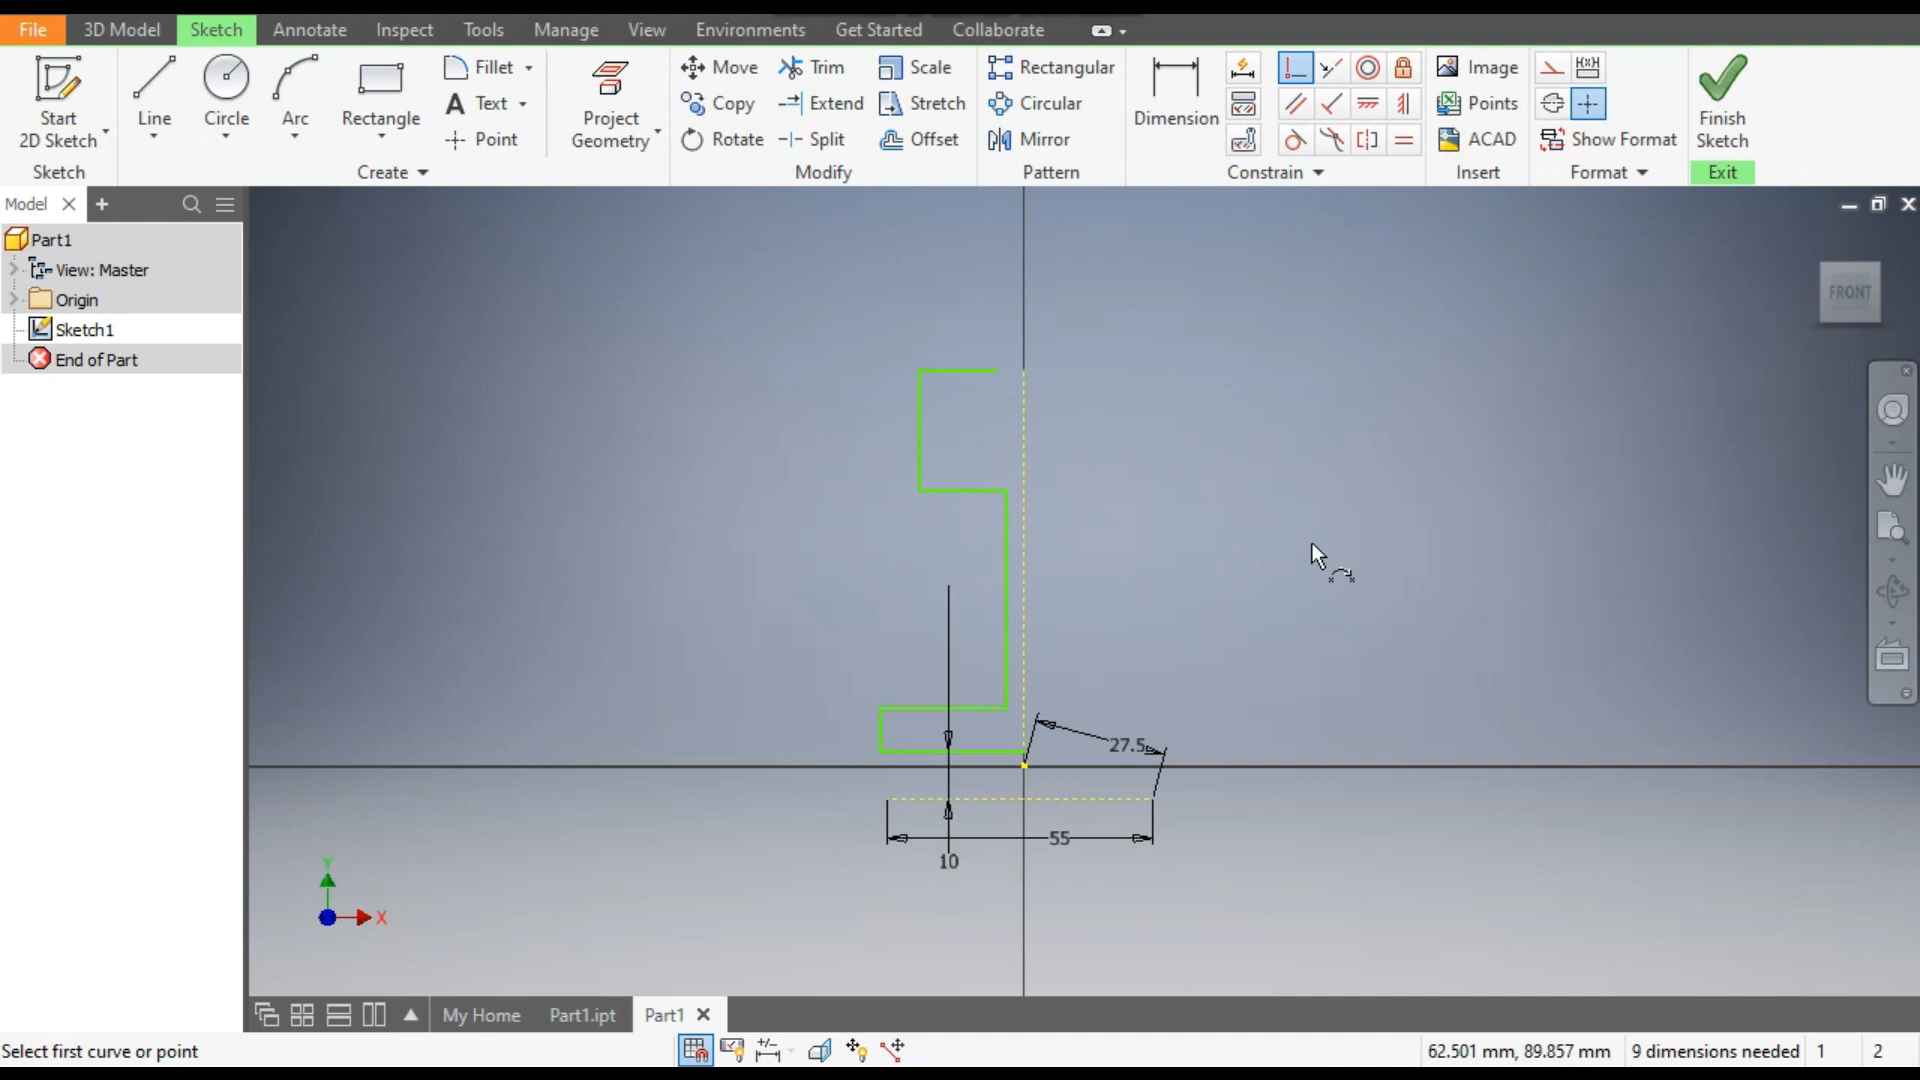 File 3D Model Sketch Annotate Inspect Tools Manage View Environments Get Started Collaborate
Start
2D Sketch
Sketch
Line
Circle
Arc
Rectangle
Fillet
Text
Point
Create
Project
Geometry
Move
Copy
Rotate
Trim
Extend
Split
Scale
Stretch
Offset
Modify
Rectangular
Circular
Mirror
Pattern
Dimension
Constrain
Image
Points
ACAD
Insert
Show Format
Format
Finish
Sketch
Exit
Model
Part1
View: Master
Origin
Sketch1
End of Part
FRONT
27.5
55
10
Y
X
My Home Part1.ipt Part1
Select first curve or point
62.501 mm, 89.857 mm 9 dimensions needed 1 2